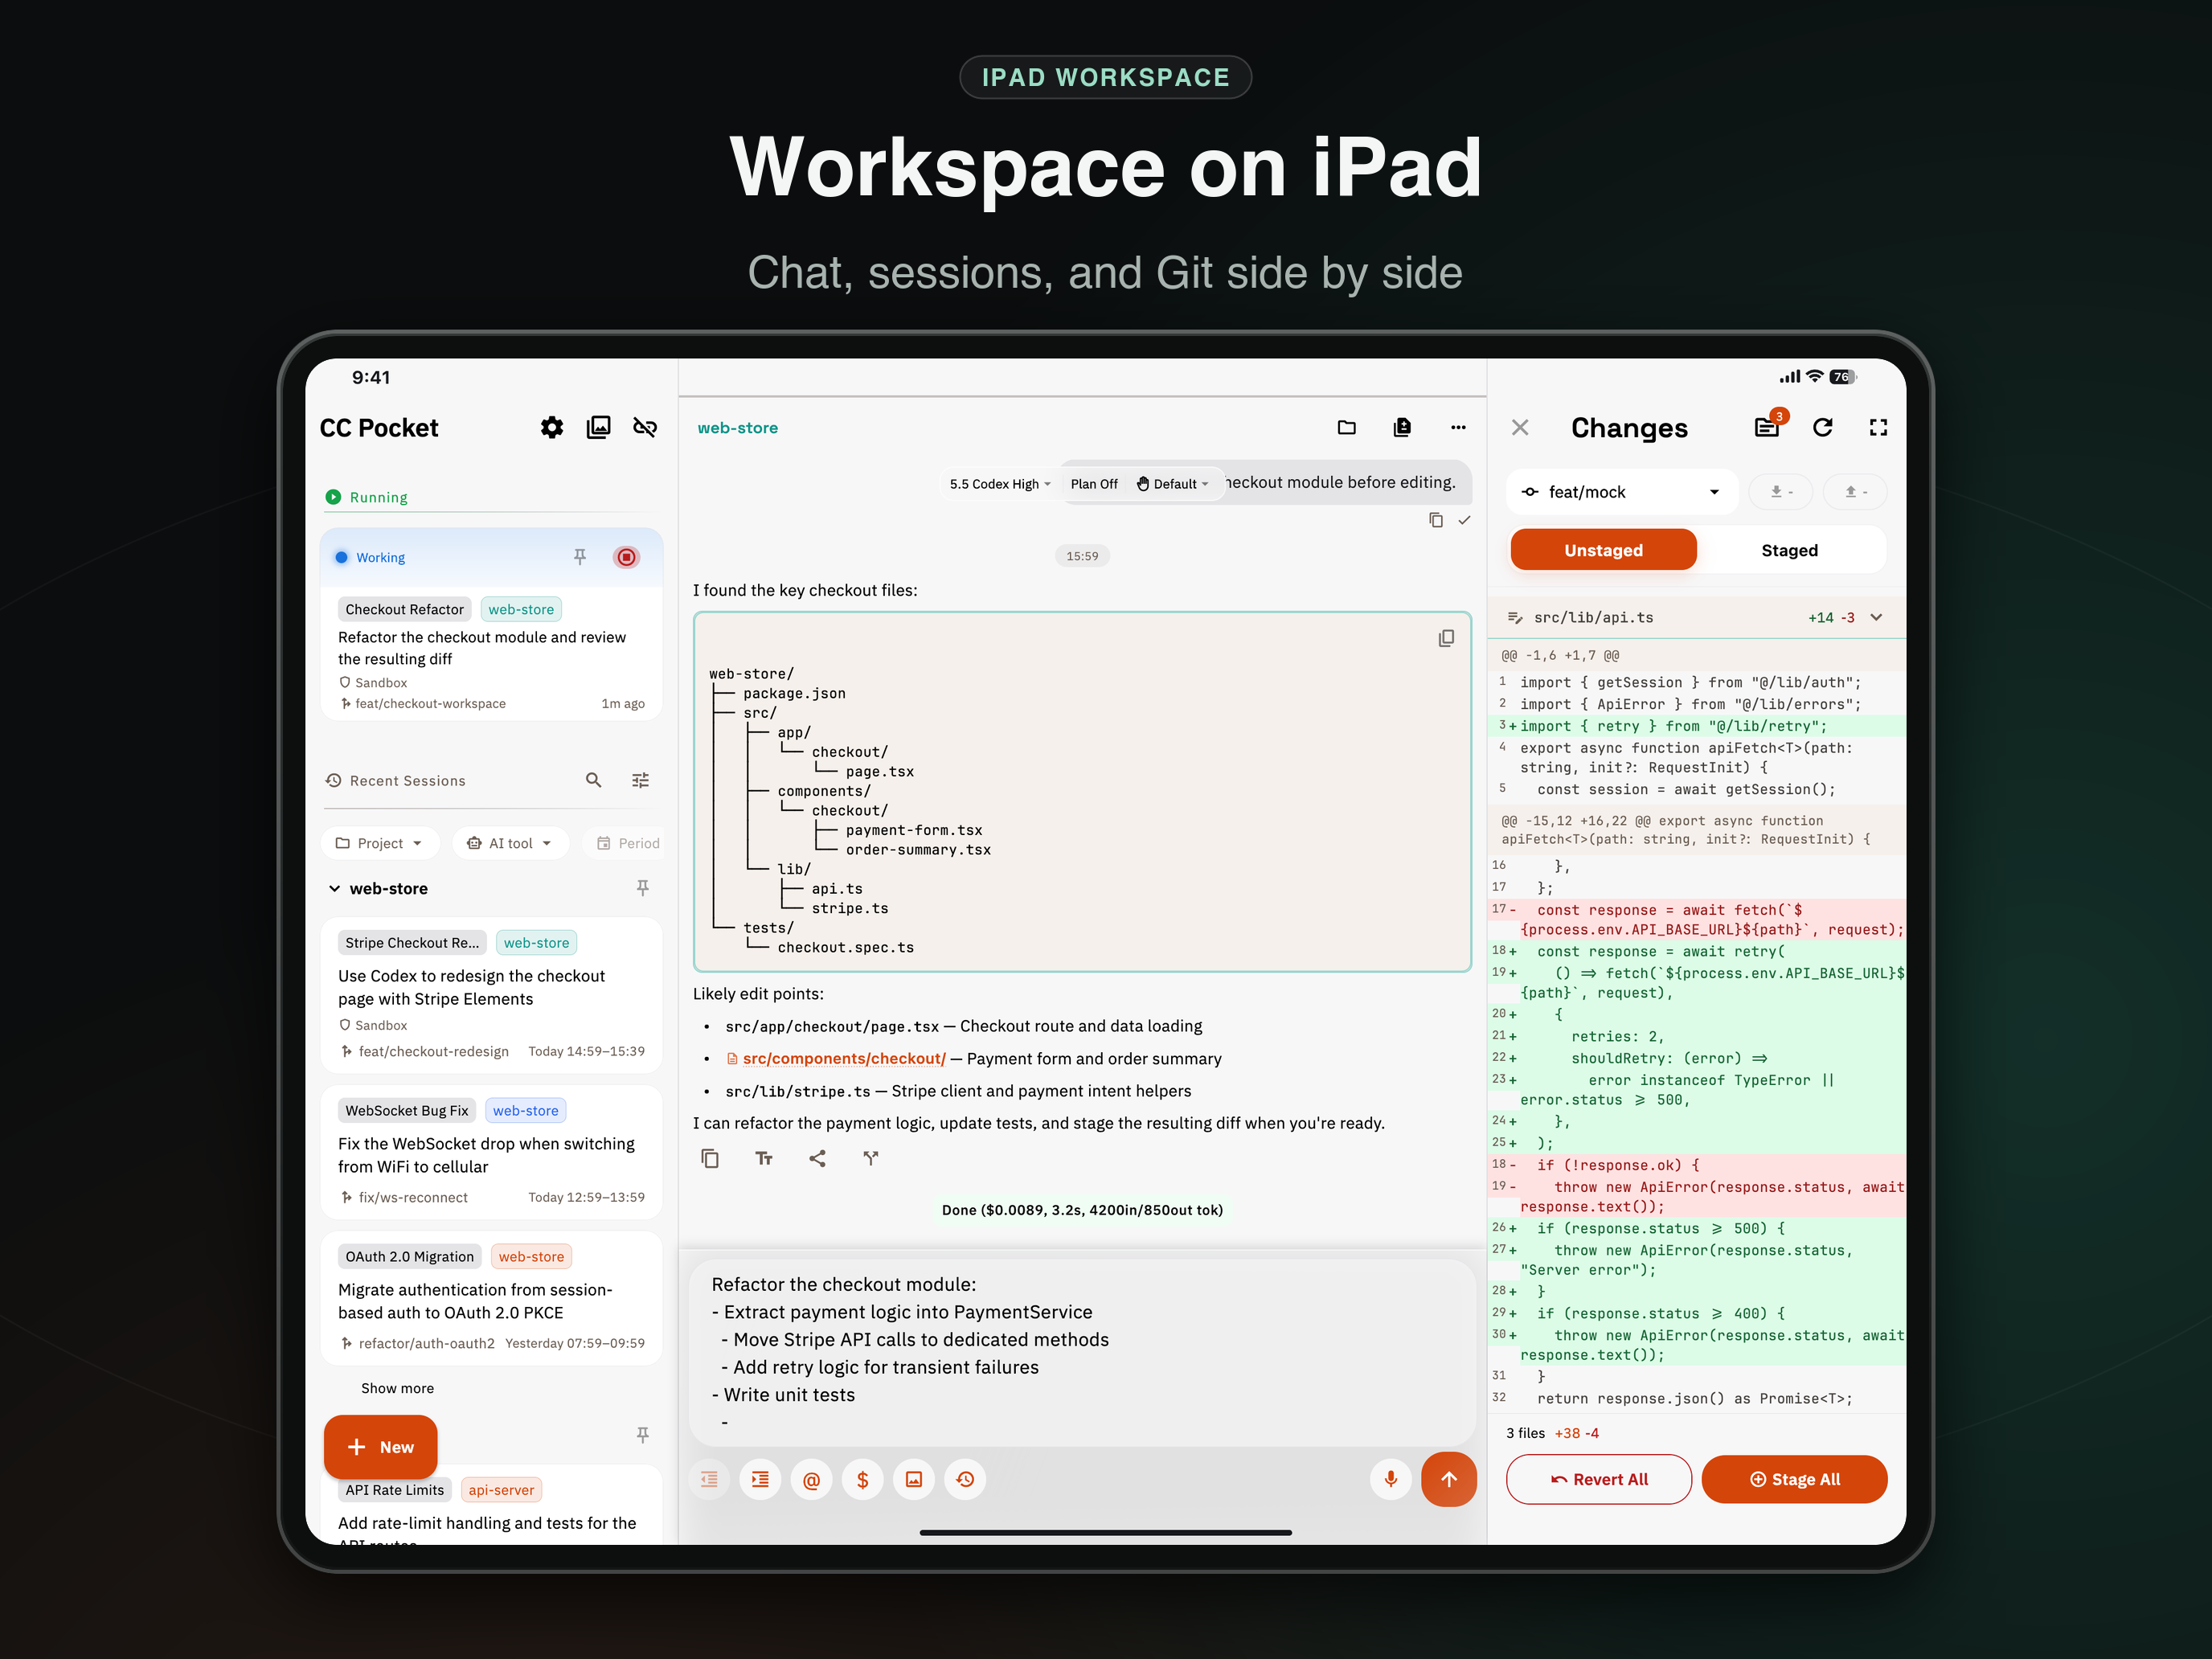 IPAD WORKSPACE
Workspace on iPad
Chat, sessions, and Git side by side
9:41
76
CC Pocket
Running
Working
Checkout Refactor web-store
Refactor the checkout module and review
the resulting diff
Sandbox
feat/checkout-workspace 1m ago
Recent Sessions
Project AI tool Period
web-store
Stripe Checkout Re... web-store
Use Codex to redesign the checkout
page with Stripe Elements
Sandbox
feat/checkout-redesign Today 14:59–15:39
WebSocket Bug Fix web-store
Fix the WebSocket drop when switching
from WiFi to cellular
fix/ws-reconnect Today 12:59–13:59
OAuth 2.0 Migration web-store
Migrate authentication from session-
based auth to OAuth 2.0 PKCE
refactor/auth-oauth2 Yesterday 07:59–09:59
Show more
+ New
API Rate Limits api-server
Add rate-limit handling and tests for the
API routes
web-store
5.5 Codex High Plan Off Default heckout module before editing.
15:59
I found the key checkout files:
web-store/
├── package.json
├── src/
│   ├── app/
│   │   └── checkout/
│   │       └── page.tsx
│   ├── components/
│   │   └── checkout/
│   │       ├── payment-form.tsx
│   │       └── order-summary.tsx
│   └── lib/
│       ├── api.ts
│       └── stripe.ts
└── tests/
    └── checkout.spec.ts
Likely edit points:
• src/app/checkout/page.tsx — Checkout route and data loading
• src/components/checkout/ — Payment form and order summary
• src/lib/stripe.ts — Stripe client and payment intent helpers
I can refactor the payment logic, update tests, and stage the resulting diff when you're ready.
Done ($0.0089, 3.2s, 4200in/850out tok)
Refactor the checkout module:
- Extract payment logic into PaymentService
  - Move Stripe API calls to dedicated methods
  - Add retry logic for transient failures
- Write unit tests
  -
@ $
Changes
3
feat/mock - -
Unstaged Staged
src/lib/api.ts +14 -3
@@ -1,6 +1,7 @@
1 import { getSession } from "@/lib/auth";
2 import { ApiError } from "@/lib/errors";
3 + import { retry } from "@/lib/retry";
4 export async function apiFetch<T>(path:
string, init?: RequestInit) {
5   const session = await getSession();
@@ -15,12 +16,22 @@ export async function
apiFetch<T>(path: string, init?: RequestInit) {
16     },
17   };
17 -   const response = await fetch(`$
{process.env.API_BASE_URL}${path}`, request);
18 +   const response = await retry(
19 +     () => fetch(`${process.env.API_BASE_URL}$
{path}`, request),
20 +     {
21 +       retries: 2,
22 +       shouldRetry: (error) =>
23 +         error instanceof TypeError ||
error.status >= 500,
24 +     },
25 +   );
18 -   if (!response.ok) {
19 -     throw new ApiError(response.status, await
response.text());
26 +   if (response.status >= 500) {
27 +     throw new ApiError(response.status,
"Server error");
28 +   }
29 +   if (response.status >= 400) {
30 +     throw new ApiError(response.status, await
response.text());
31   }
32   return response.json() as Promise<T>;
3 files +38 -4
Revert All Stage All